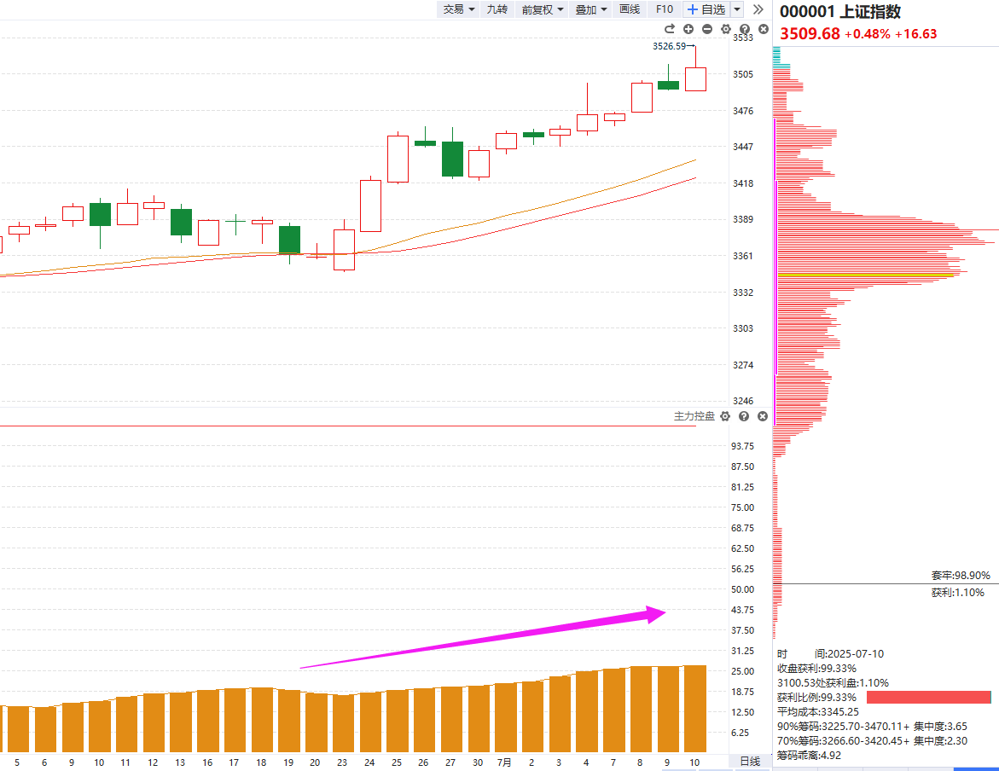 交易 九转 前复权 叠加 画线 F10 +自选
000001 上证指数
3509.68 +0.48% +16.63
3526.59→
3533
3505
3476
3447
3418
3389
3361
3332
3303
3274
3246
主力控盘
93.75
87.50
81.25
75.00
68.75
62.50
56.25
50.00
43.75
37.50
31.25
25.00
18.75
12.50
6.25
5 6 9 10 11 12 13 16 17 18 19 20 23 24 25 26 27 30 7月 2 3 4 7 8 9 10 日线
套牢:98.90%
获利:1.10%
时 间:2025-07-10
收盘获利:99.33%
3100.53处获利盘:1.10%
获利比例:99.33%
平均成本:3345.25
90%筹码:3225.70-3470.11+ 集中度:3.65
70%筹码:3266.60-3420.45+ 集中度:2.30
筹码乖离:4.92